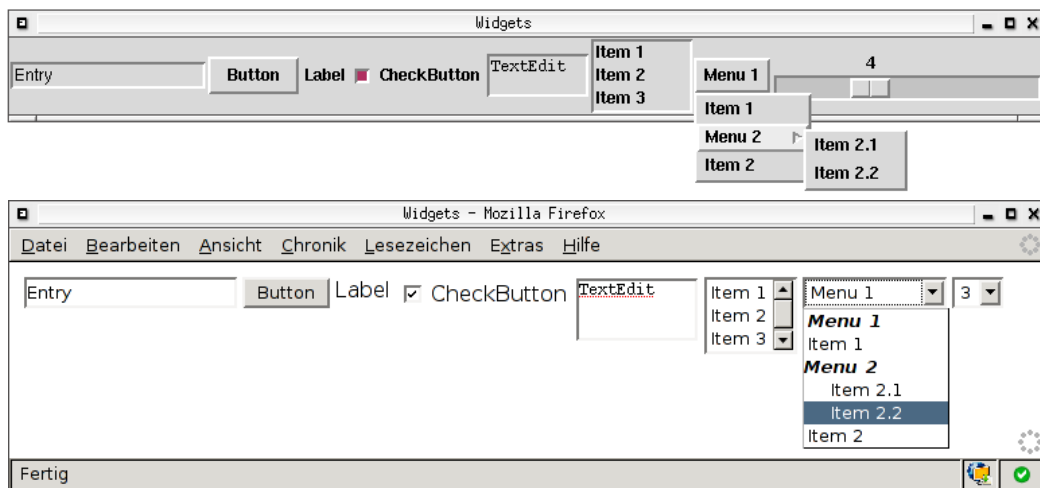 Widgets
Entry Button Label CheckButton TextEdit Item 1 Item 2 Item 3 Menu 1 4
Item 1
Menu 2
Item 2
Item 2.1
Item 2.2
Widgets - Mozilla Firefox
Datei Bearbeiten Ansicht Chronik Lesezeichen Extras Hilfe
Entry Button Label CheckButton TextEdit Item 1 Item 2 Item 3 Menu 1 3
Menu 1
Item 1
Menu 2
Item 2.1
Item 2.2
Item 2
Fertig